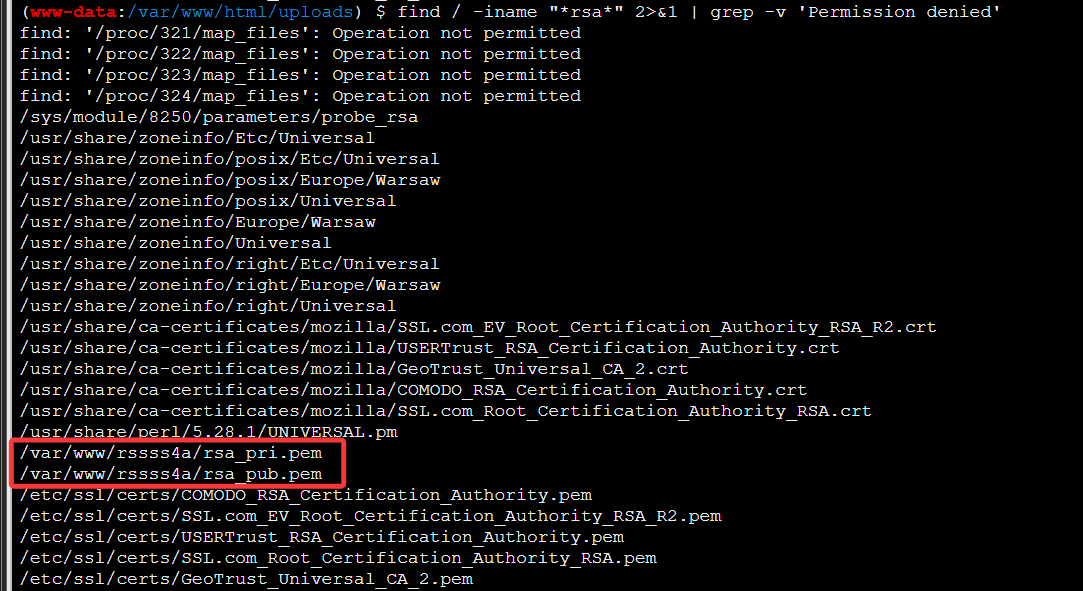 (www-data:/var/www/html/uploads) $ find / -iname "*rsa*" 2>&1 | grep -v 'Permission denied'
find: '/proc/321/map_files': Operation not permitted
find: '/proc/322/map_files': Operation not permitted
find: '/proc/323/map_files': Operation not permitted
find: '/proc/324/map_files': Operation not permitted
/sys/module/8250/parameters/probe_rsa
/usr/share/zoneinfo/Etc/Universal
/usr/share/zoneinfo/posix/Etc/Universal
/usr/share/zoneinfo/posix/Europe/Warsaw
/usr/share/zoneinfo/posix/Universal
/usr/share/zoneinfo/Europe/Warsaw
/usr/share/zoneinfo/Universal
/usr/share/zoneinfo/right/Etc/Universal
/usr/share/zoneinfo/right/Europe/Warsaw
/usr/share/zoneinfo/right/Universal
/usr/share/ca-certificates/mozilla/SSL.com_EV_Root_Certification_Authority_RSA_R2.crt
/usr/share/ca-certificates/mozilla/USERTrust_RSA_Certification_Authority.crt
/usr/share/ca-certificates/mozilla/GeoTrust_Universal_CA_2.crt
/usr/share/ca-certificates/mozilla/COMODO_RSA_Certification_Authority.crt
/usr/share/ca-certificates/mozilla/SSL.com_Root_Certification_Authority_RSA.crt
/usr/share/perl/5.28.1/UNIVERSAL.pm
/var/www/rssss4a/rsa_pri.pem
/var/www/rssss4a/rsa_pub.pem
/etc/ssl/certs/COMODO_RSA_Certification_Authority.pem
/etc/ssl/certs/SSL.com_EV_Root_Certification_Authority_RSA_R2.pem
/etc/ssl/certs/USERTrust_RSA_Certification_Authority.pem
/etc/ssl/certs/SSL.com_Root_Certification_Authority_RSA.pem
/etc/ssl/certs/GeoTrust_Universal_CA_2.pem